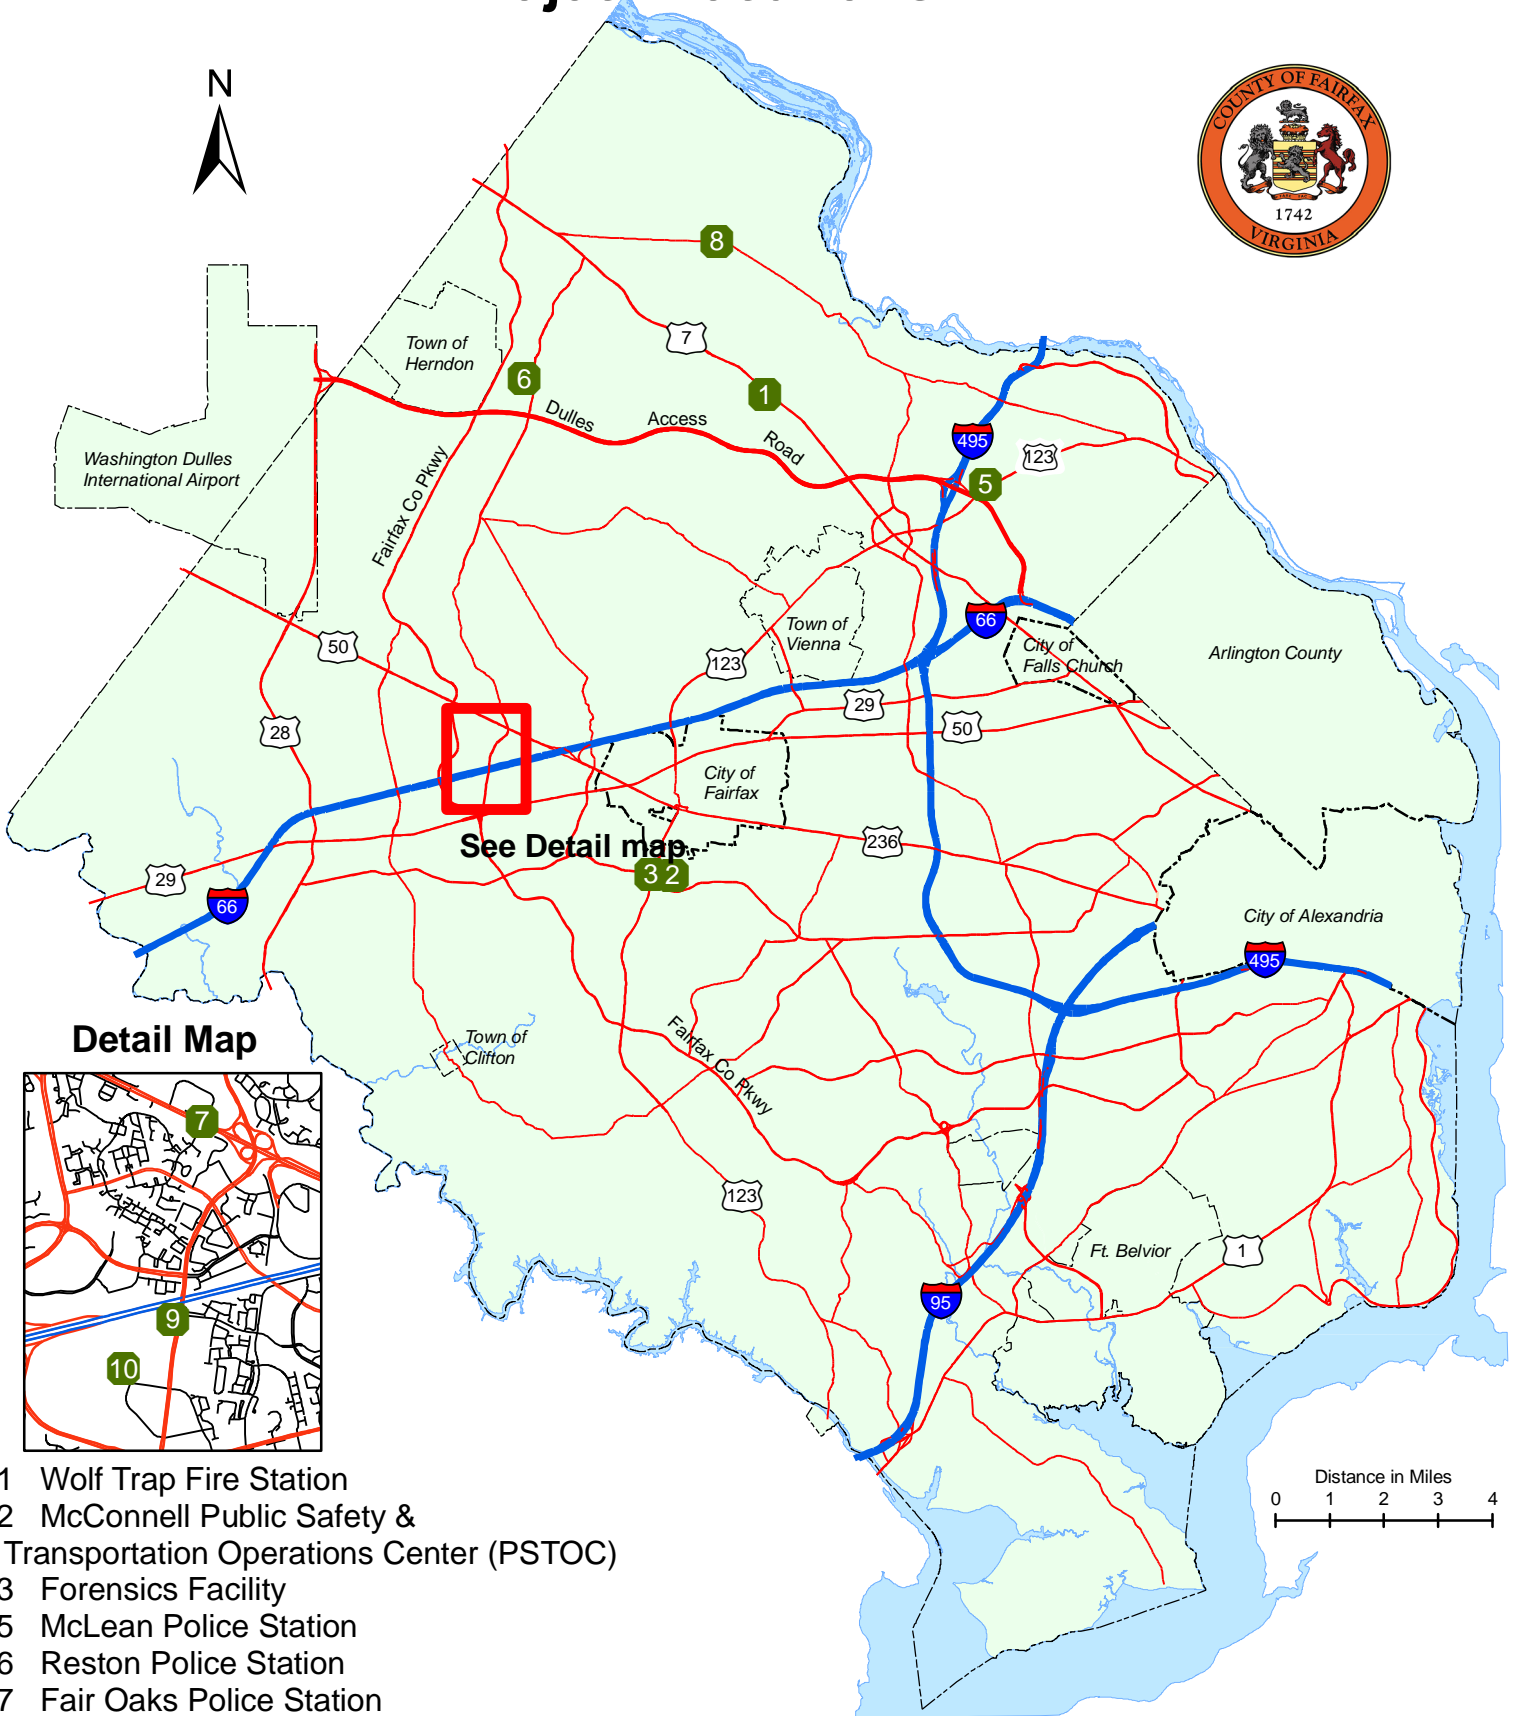 N
COUNTY OF FAIRFAX
1742
VIRGINIA
8
Town of
Herndon
7
6
1
Dulles Access Road
495
123
5
Washington Dulles
International Airport
Fairfax Co Pkwy
66
Town of
Vienna
City of
Falls Church
Arlington County
50
123
29
28
50
City of
Fairfax
See Detail map
236
3 2
29
66
City of Alexandria
495
Detail Map
Town of
Clifton
Fairfax Co Pkwy
7
123
Ft. Belvior
1
95
9
10
1 Wolf Trap Fire Station
2 McConnell Public Safety &
Transportation Operations Center (PSTOC)
3 Forensics Facility
5 McLean Police Station
6 Reston Police Station
7 Fair Oaks Police Station
Distance in Miles
0 1 2 3 4